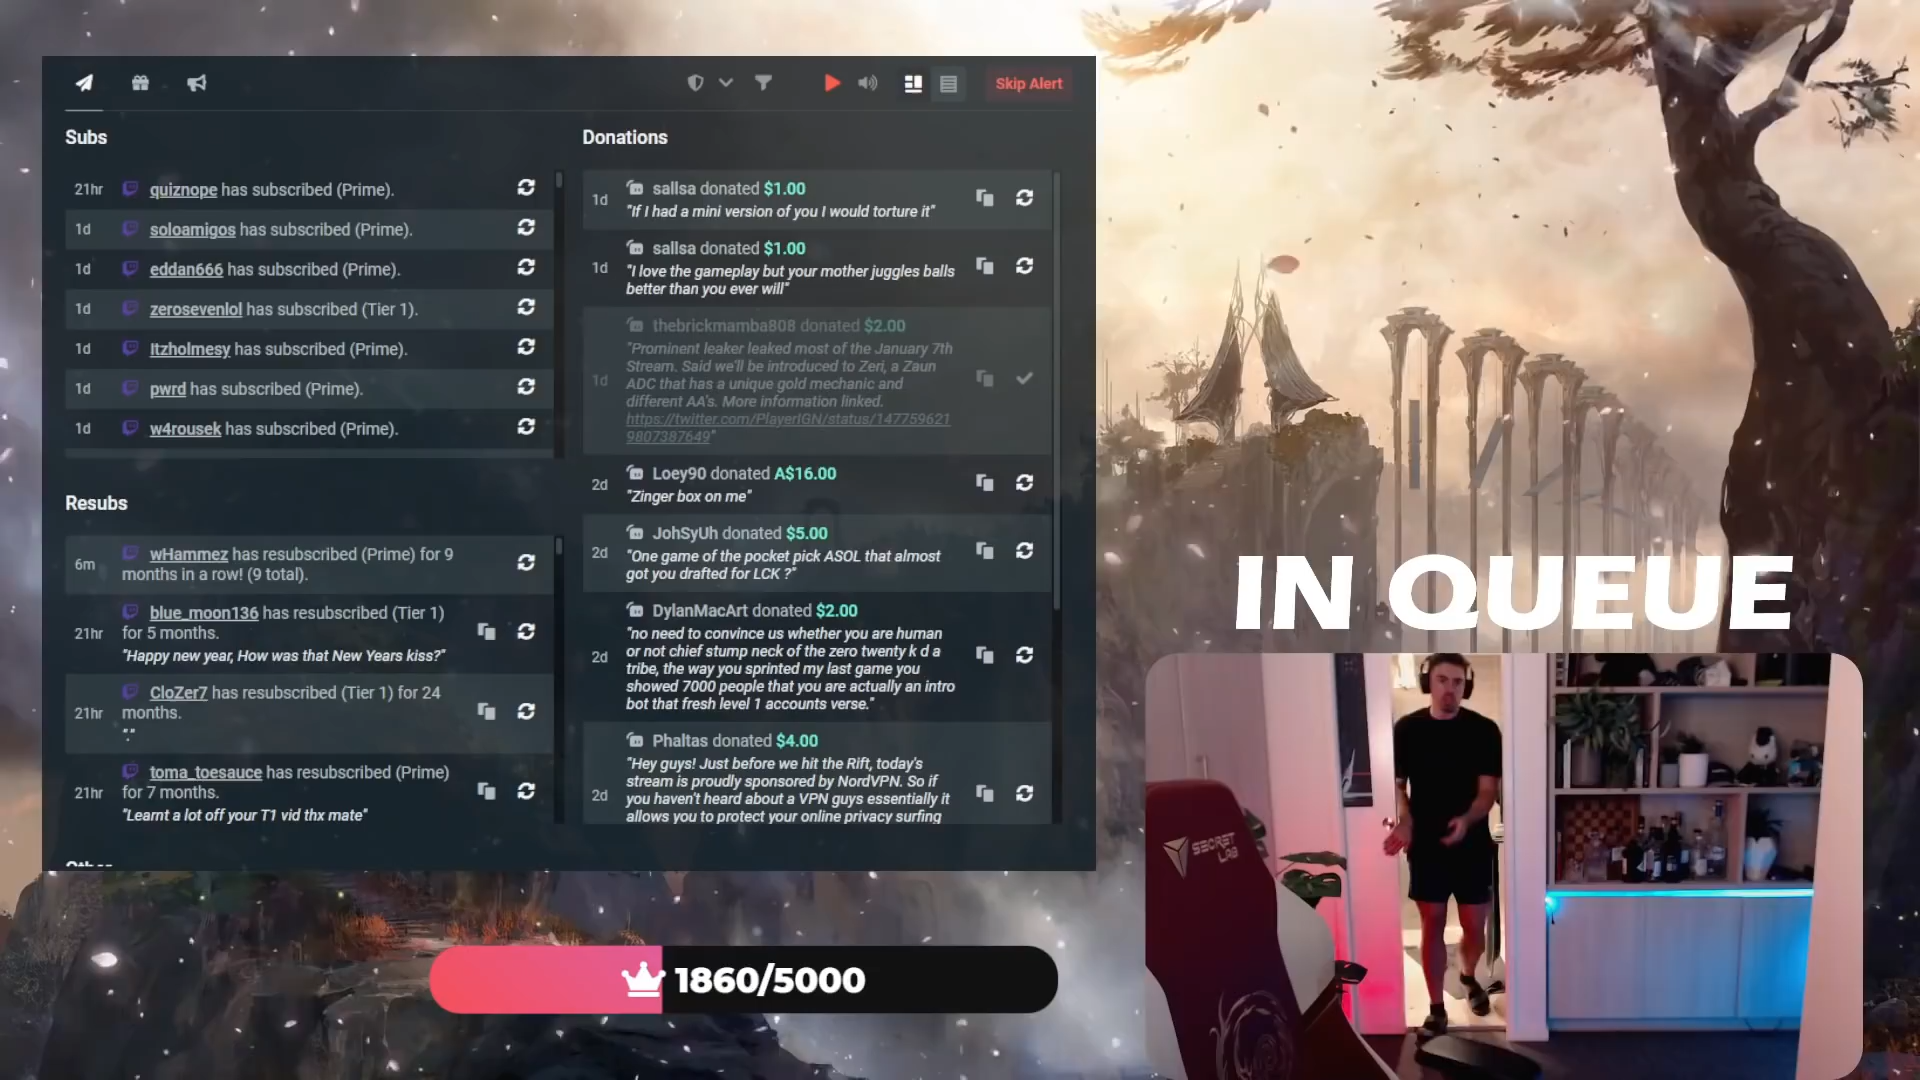 Skip Alert
Subs
21hr quiznope has subscribed (Prime).
1d soloamigos has subscribed (Prime).
1d eddan666 has subscribed (Prime).
1d zerosevenlol has subscribed (Tier 1).
1d Itzholmesy has subscribed (Prime).
1d pwrd has subscribed (Prime).
1d w4rousek has subscribed (Prime).
Resubs
6m wHammez has resubscribed (Prime) for 9
months in a row! (9 total).
blue_moon136 has resubscribed (Tier 1)
21hr for 5 months.
"Happy new year, How was that New Years kiss?"
CloZer7 has resubscribed (Tier 1) for 24
21hr months.
"."
toma_toesauce has resubscribed (Prime)
21hr for 7 months.
"Learnt a lot off your T1 vid thx mate"
Other
Donations
sallsa donated $1.00
1d "If I had a mini version of you I would torture it"
sallsa donated $1.00
1d "I love the gameplay but your mother juggles balls
better than you ever will"
thebrickmamba808 donated $2.00
"Prominent leaker leaked most of the January 7th
Stream. Said we'll be introduced to Zeri, a Zaun
1d ADC that has a unique gold mechanic and
different AA's. More information linked.
https://twitter.com/PlayerIGN/status/147759621
9807387649"
Loey90 donated A$16.00
2d "Zinger box on me"
JohSyUh donated $5.00
2d "One game of the pocket pick ASOL that almost
got you drafted for LCK ?"
DylanMacArt donated $2.00
"no need to convince us whether you are human
2d or not chief stump neck of the zero twenty k d a
tribe, the way you sprinted my last game you
showed 7000 people that you are actually an intro
bot that fresh level 1 accounts verse."
Phaltas donated $4.00
"Hey guys! Just before we hit the Rift, today's
stream is proudly sponsored by NordVPN. So if
2d you haven't heard about a VPN guys essentially it
allows you to protect your online privacy surfing
1860/5000
IN QUEUE
SECRET
LAB